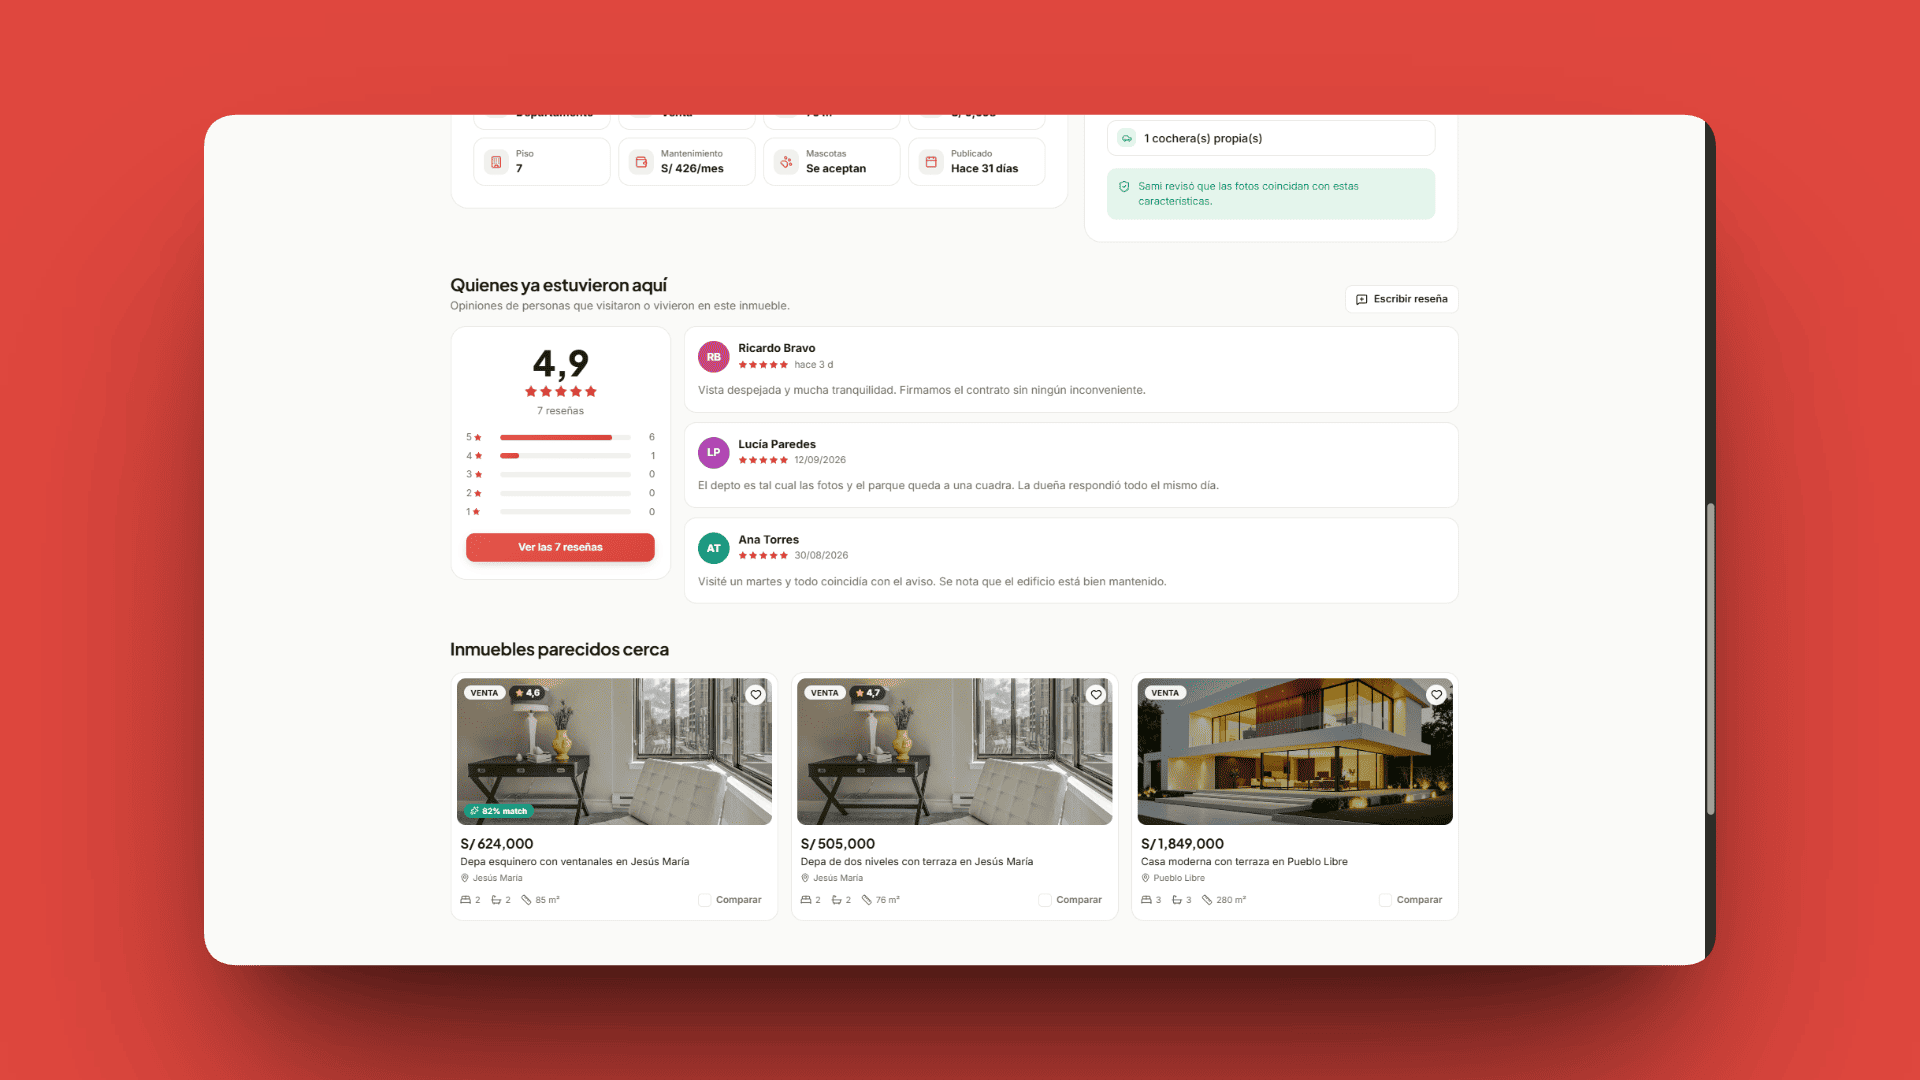 Departamento
Venta
1 cochera(s) propia(s)
Piso
7
Mantenimiento
S/ 426/mes
Mascotas
Se aceptan
Publicado
Hace 31 días
Sami revisó que las fotos coincidan con estas
características.
Quienes ya estuvieron aquí
Opiniones de personas que visitaron o vivieron en este inmueble.
Escribir reseña
4,9
7 reseñas
5 6
4 1
3 0
2 0
1 0
Ver las 7 reseñas
RB
Ricardo Bravo
hace 3 d
Vista despejada y mucha tranquilidad. Firmamos el contrato sin ningún inconveniente.
LP
Lucía Paredes
12/09/2026
El depto es tal cual las fotos y el parque queda a una cuadra. La dueña respondió todo el mismo día.
AT
Ana Torres
30/08/2026
Visité un martes y todo coincidía con el aviso. Se nota que el edificio está bien mantenido.
Inmuebles parecidos cerca
VENTA 4,6
82% match
S/ 624,000
Depa esquinero con ventanales en Jesús María
Jesús María
2 2 85 m²
Comparar
VENTA 4,7
S/ 505,000
Depa de dos niveles con terraza en Jesús María
Jesús María
2 2 76 m²
Comparar
VENTA
S/ 1,849,000
Casa moderna con terraza en Pueblo Libre
Pueblo Libre
3 3 280 m²
Comparar